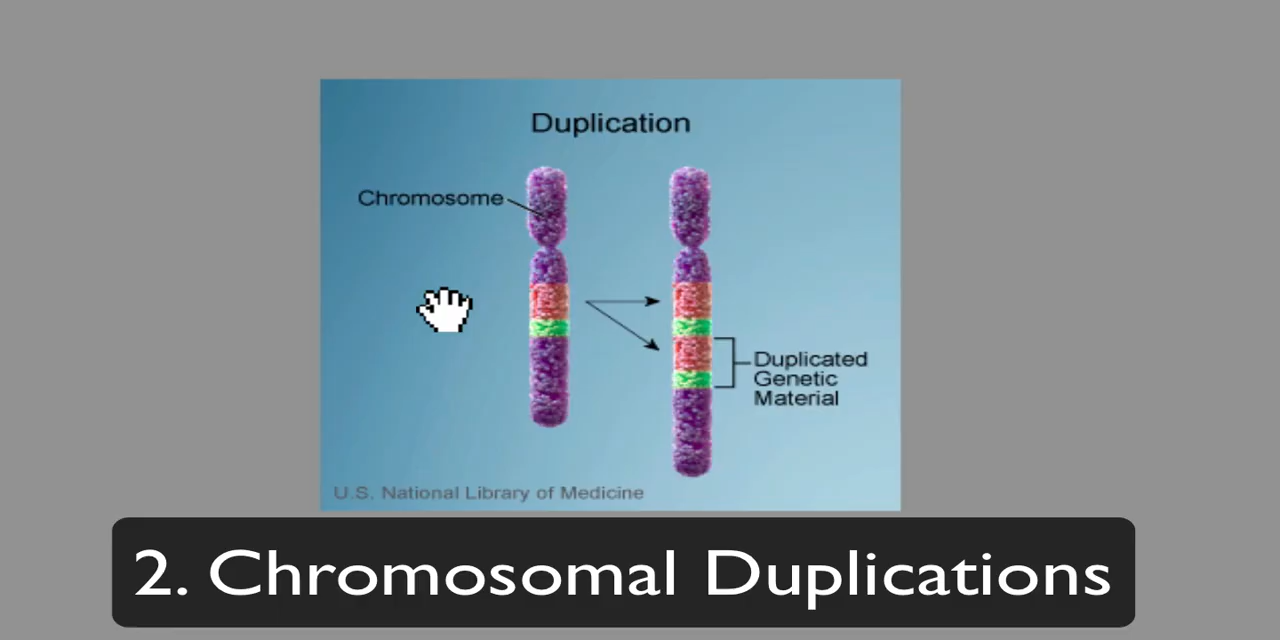 Duplication
Chromosome
Duplicated
Genetic
Material
U.S. National Library of Medicine
2. Chromosomal Duplications